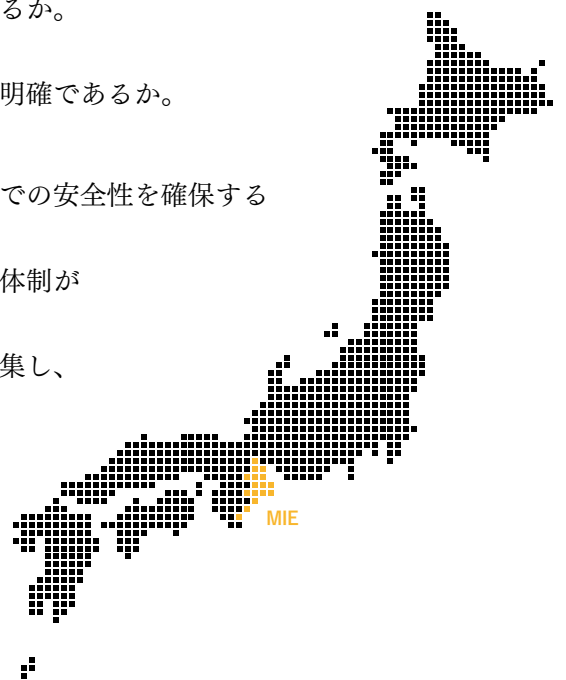 るか。
明確であるか。
での安全性を確保する
体制が
集し、
MIE